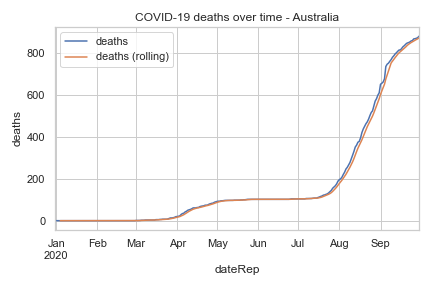 COVID-19 deaths over time - Australia
deaths
deaths (rolling)
800
600
400
200
0
deaths
Jan Feb Mar Apr May Jun Jul Aug Sep
2020
dateRep